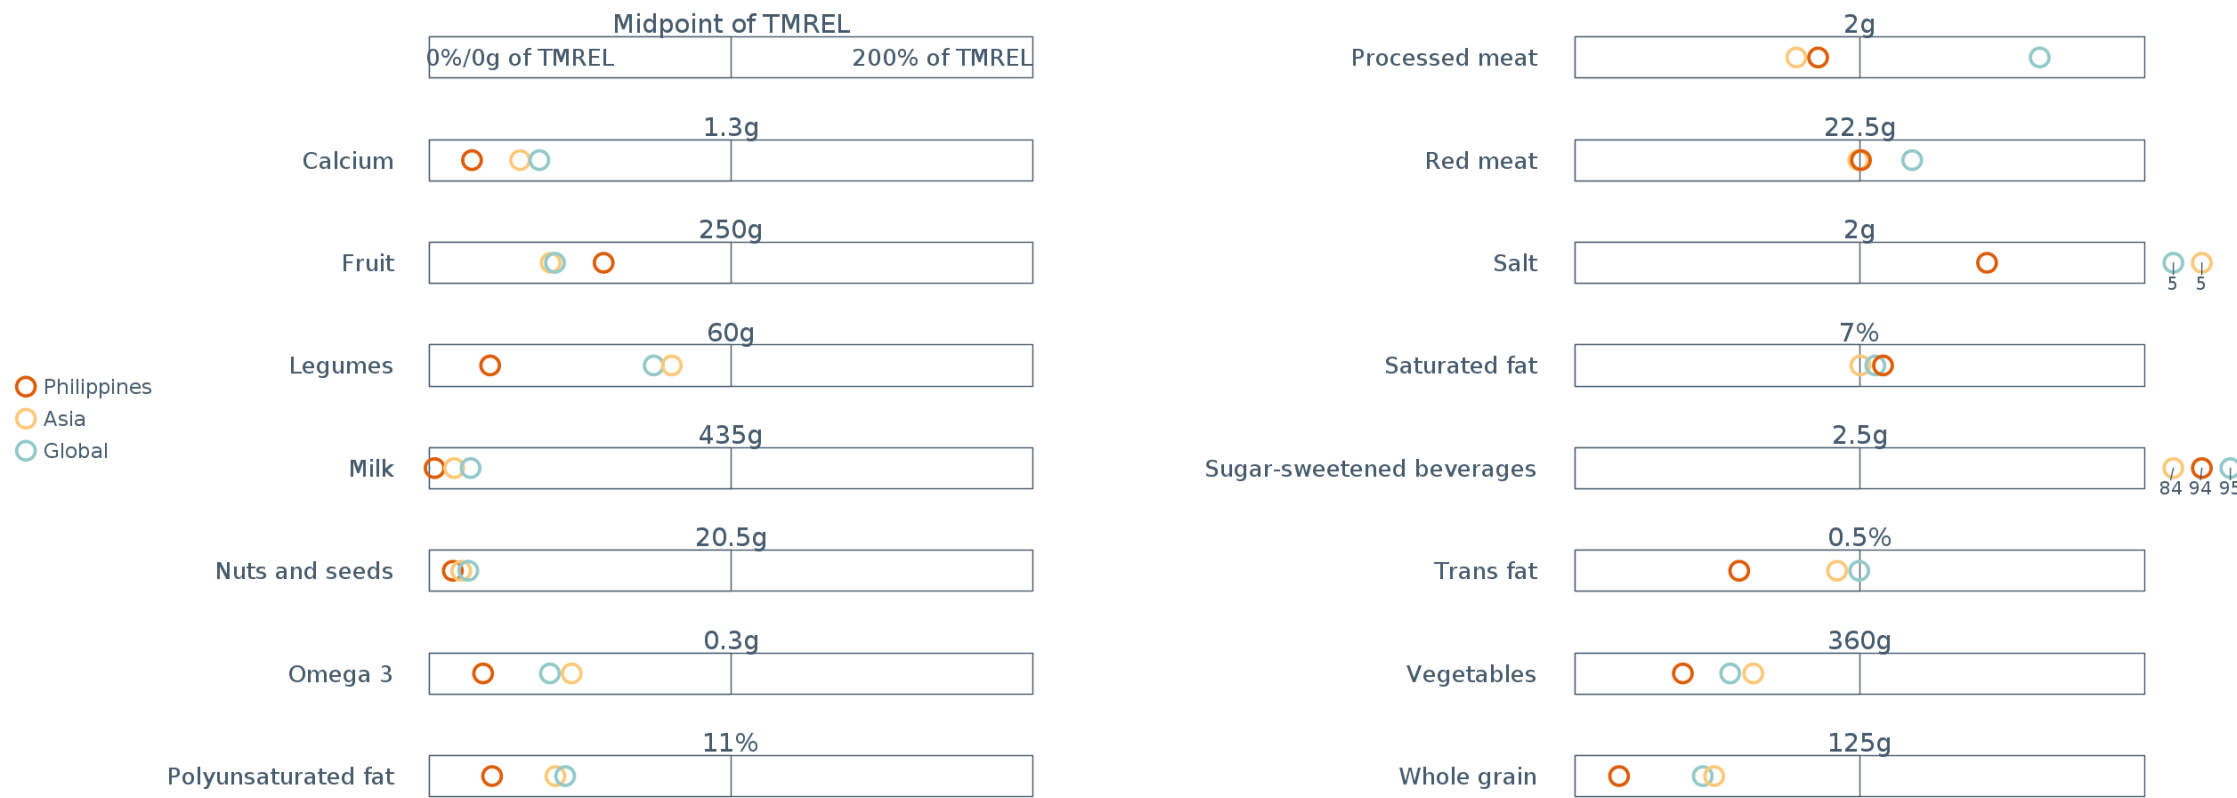 Midpoint of TMREL
0%/0g of TMREL
200% of TMREL
1.3g
Calcium
250g
Fruit
60g
Legumes
435g
Milk
20.5g
Nuts and seeds
0.3g
Omega 3
11%
Polyunsaturated fat
Philippines
Asia
Global
2g
Processed meat
22.5g
Red meat
2g
Salt
5
5
7%
Saturated fat
2.5g
Sugar-sweetened beverages
84 94 95
0.5%
Trans fat
360g
Vegetables
125g
Whole grain